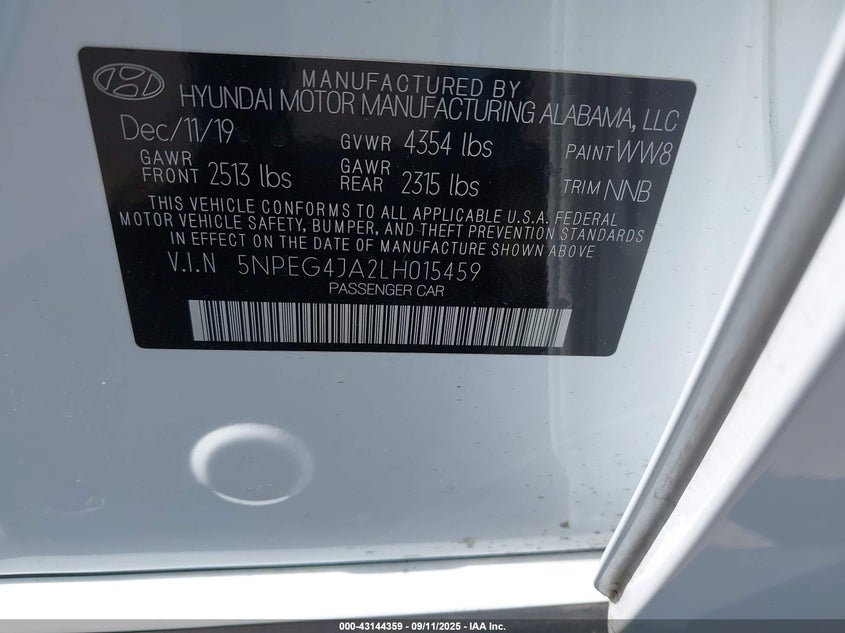 MANUFACTURED BY
HYUNDAI MOTOR MANUFACTURING ALABAMA, LLC
Dec/11/19 GVWR 4354 lbs PAINT WW8
GAWR FRONT 2513 lbs GAWR REAR 2315 lbs TRIM NNB
THIS VEHICLE CONFORMS TO ALL APPLICABLE U.S.A. FEDERAL
MOTOR VEHICLE SAFETY, BUMPER, AND THEFT PREVENTION STANDARDS
IN EFFECT ON THE DATE OF MANUFACTURE SHOWN ABOVE
V.I.N 5NPEG4JA2LH015459
PASSENGER CAR
000-43144359 - 09/11/2025 - IAA Inc.